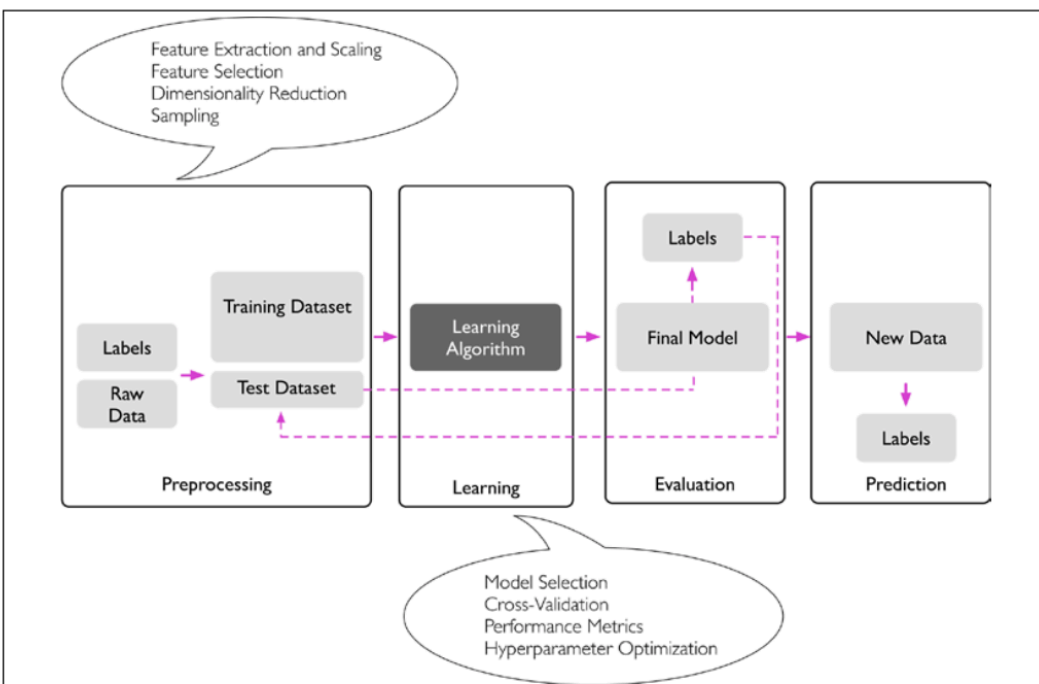 Feature Extraction and Scaling
Feature Selection
Dimensionality Reduction
Sampling
Labels
Raw
Data
Training Dataset
Test Dataset
Preprocessing
Learning
Algorithm
Learning
Labels
Final Model
Evaluation
New Data
Labels
Prediction
Model Selection
Cross-Validation
Performance Metrics
Hyperparameter Optimization